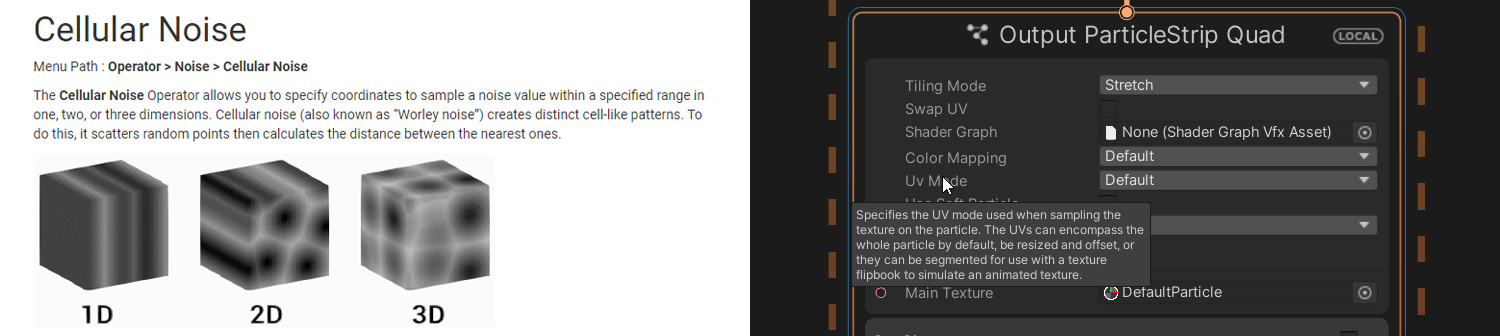 Cellular Noise
Menu Path : Operator > Noise > Cellular Noise
The Cellular Noise Operator allows you to specify coordinates to sample a noise value within a specified range in
one, two, or three dimensions. Cellular noise (also known as “Worley noise”) creates distinct cell-like patterns. To
do this, it scatters random points then calculates the distance between the nearest ones.
1D 2D 3D
Output ParticleStrip Quad LOCAL
Tiling Mode Stretch
Swap UV
Shader Graph None (Shader Graph Vfx Asset)
Color Mapping Default
Uv Mode Default
Specifies the UV mode used when sampling the
texture on the particle. The UVs can encompass the
whole particle by default, be resized and offset, or
they can be segmented for use with a texture
flipbook to simulate an animated texture.
Main Texture DefaultParticle